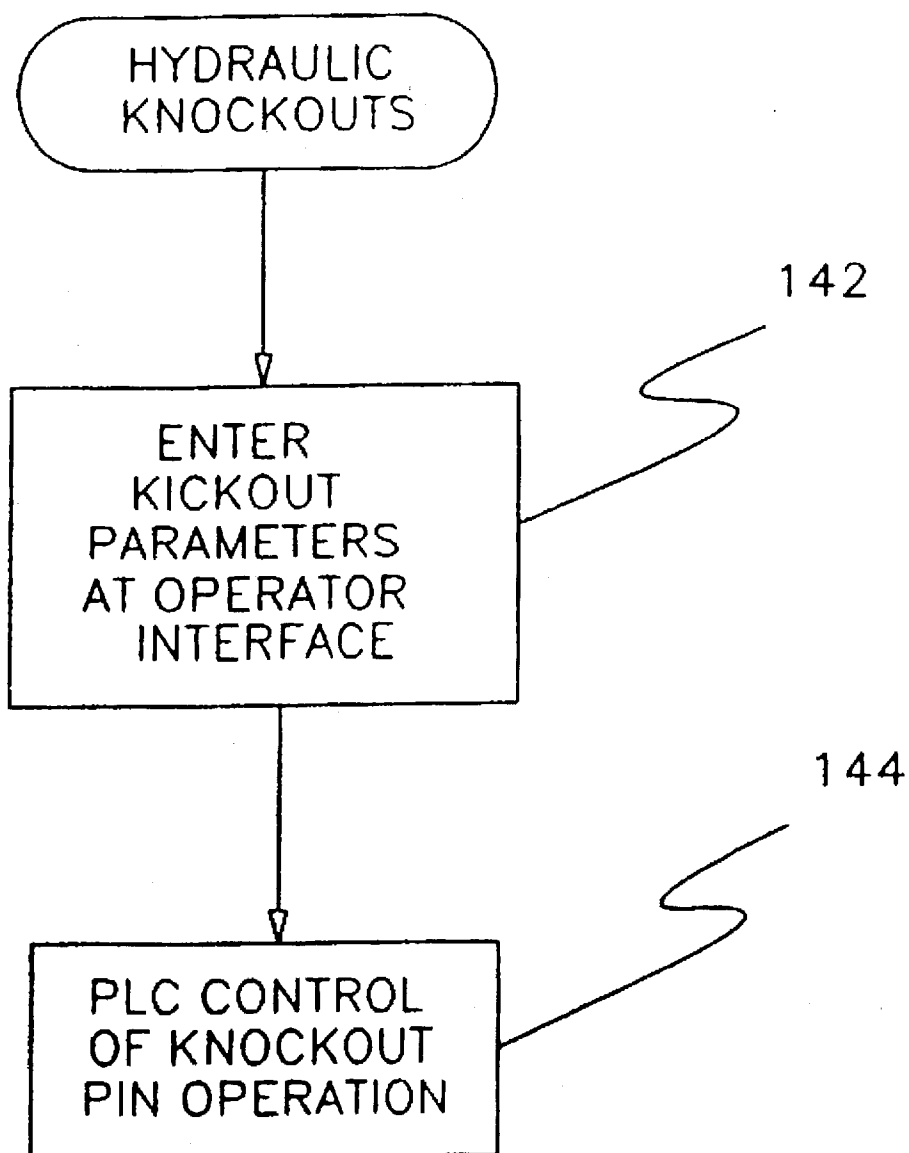 HYDRAULIC
KNOCKOUTS
142
ENTER
KICKOUT
PARAMETERS
AT OPERATOR
INTERFACE
144
PLC CONTROL
OF KNOCKOUT
PIN OPERATION